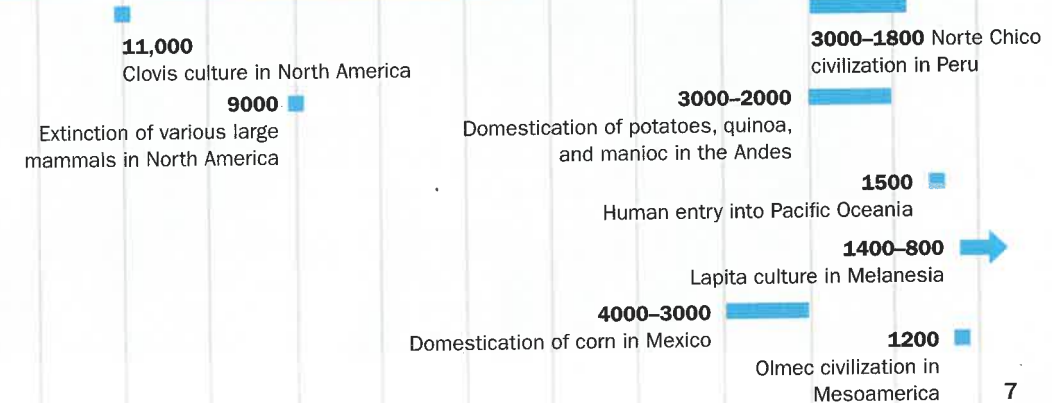 11,000
Clovis culture in North America
9000
Extinction of various large
mammals in North America
3000–1800 Norte Chico
civilization in Peru
3000–2000
Domestication of potatoes, quinoa,
and manioc in the Andes
1500
Human entry into Pacific Oceania
1400–800
Lapita culture in Melanesia
4000–3000
Domestication of corn in Mexico
1200
Olmec civilization in
Mesoamerica
7